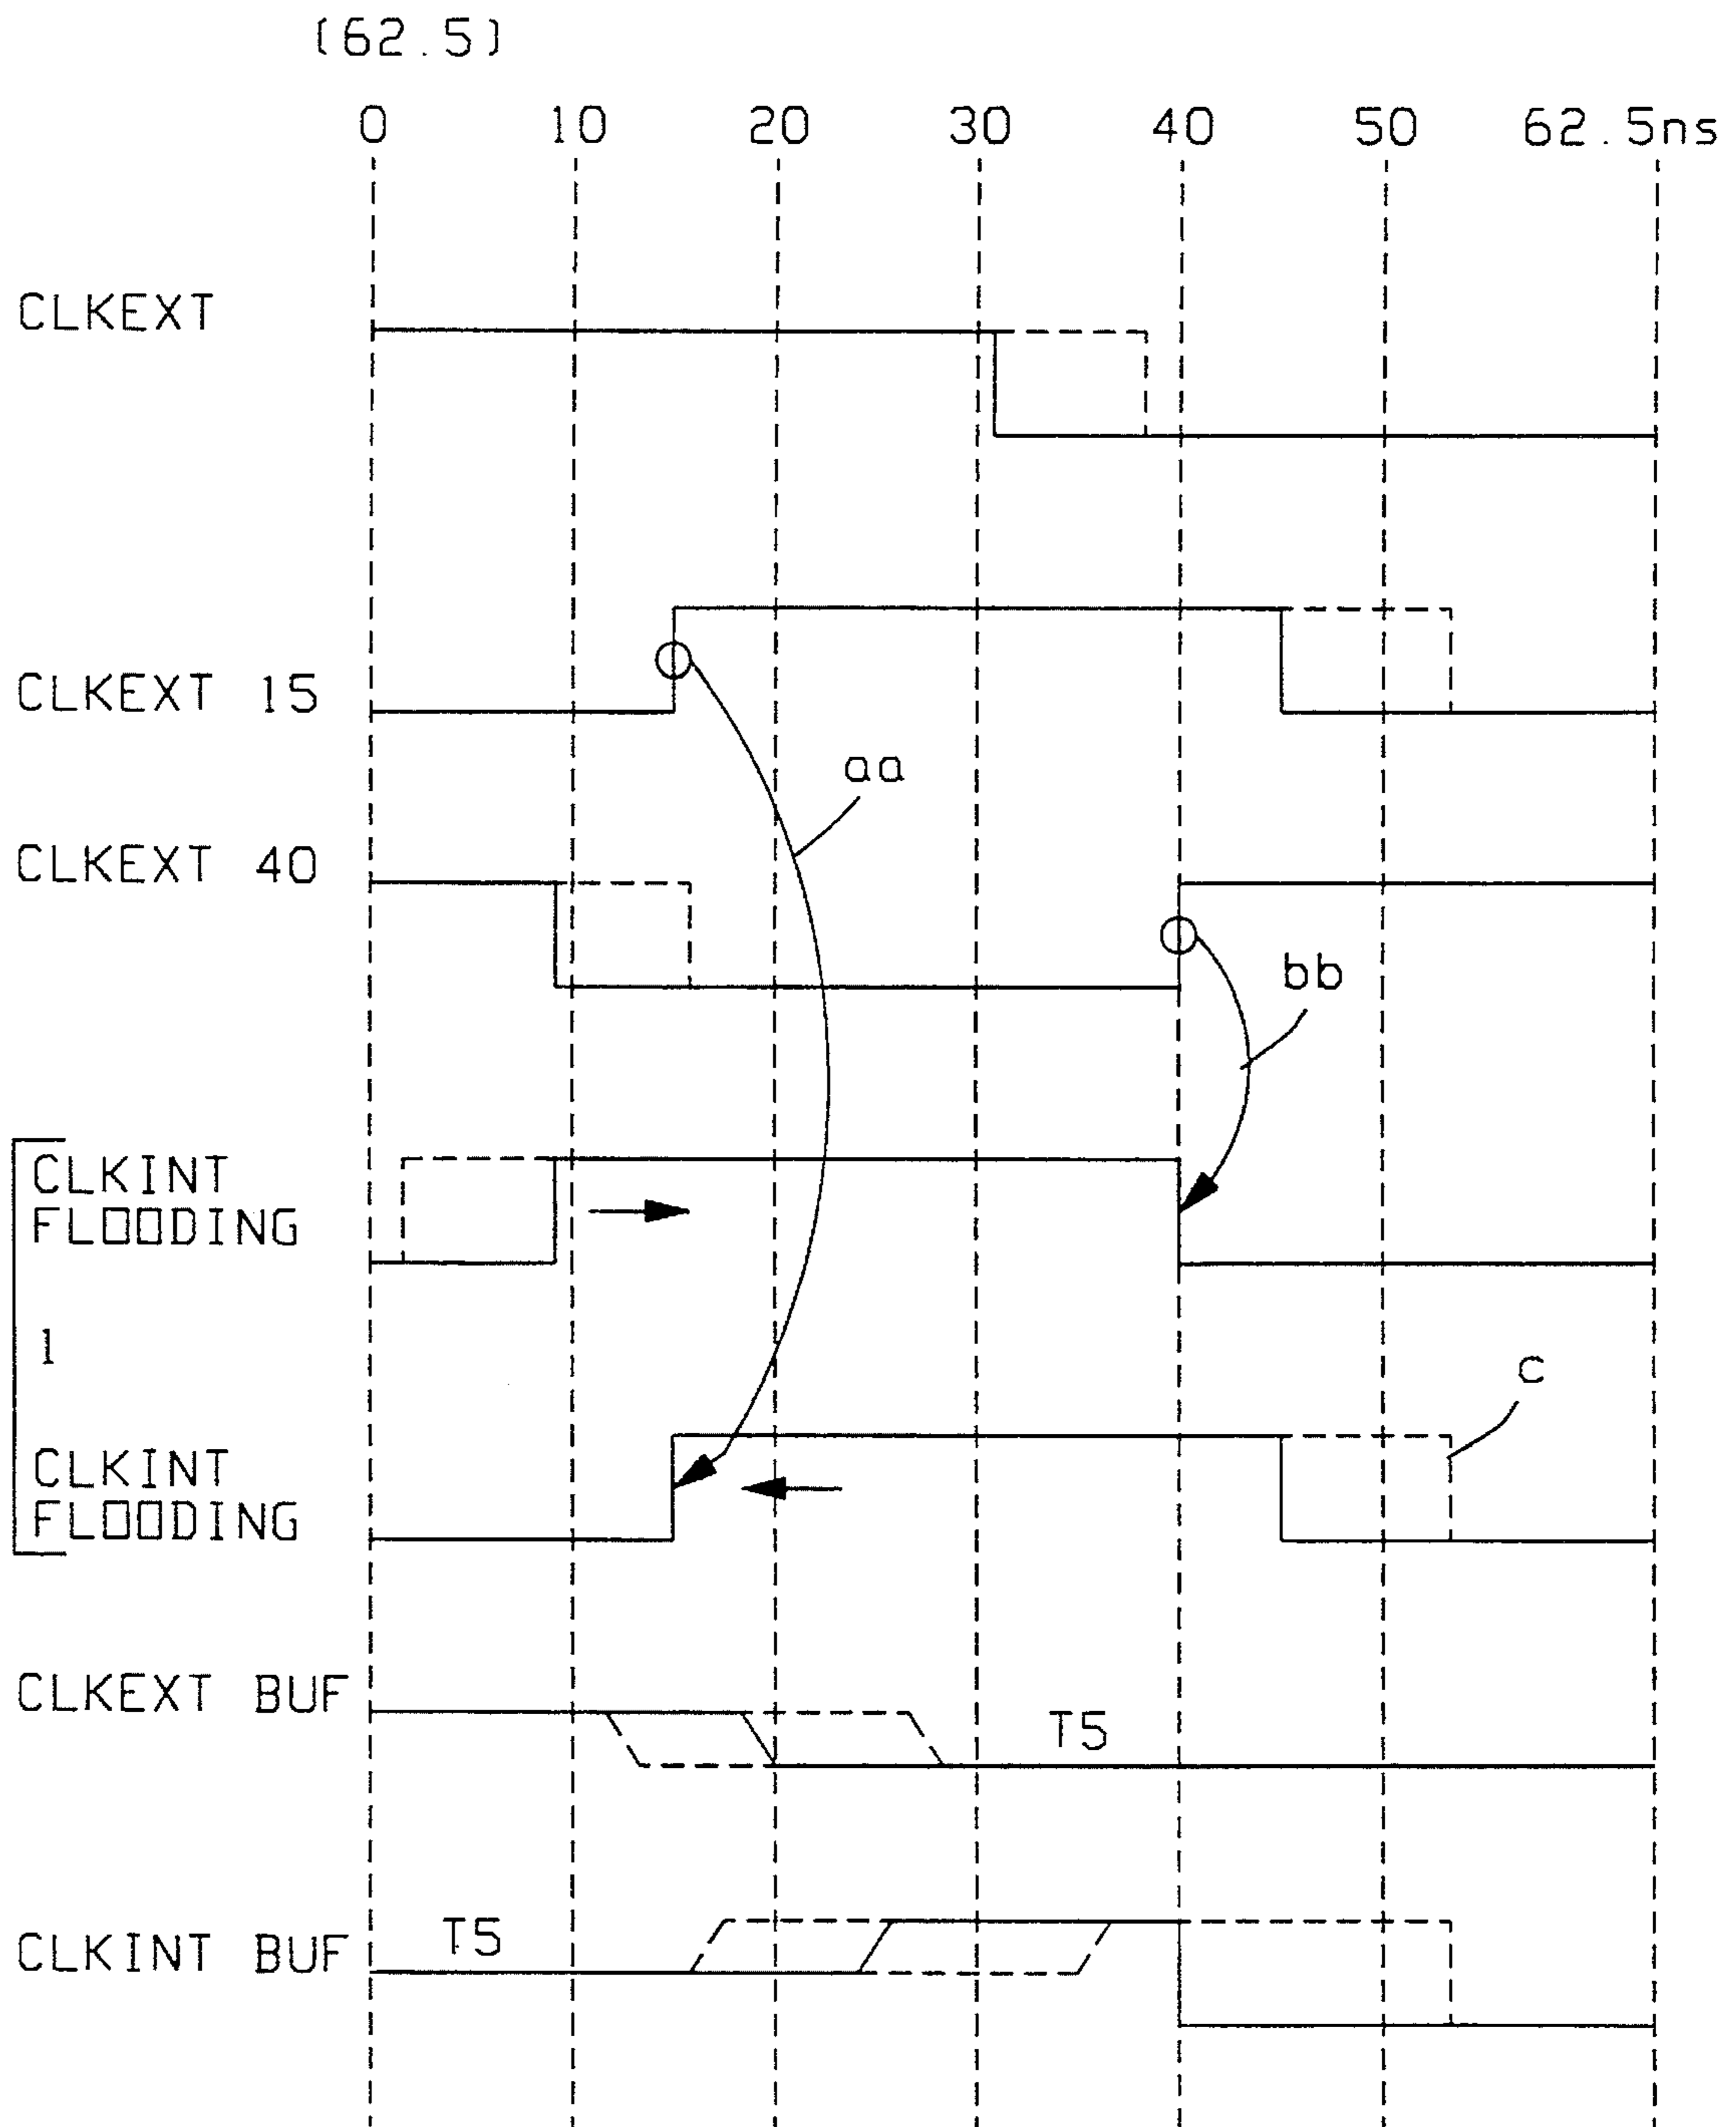 (62.5)
0 10 20 30 40 50 62.5ns
CLKEXT
CLKEXT 15
aa
CLKEXT 40
bb
CLKINT
FLOODING
1
c
CLKINT
FLOODING
CLKEXT BUF
T5
T5
CLKINT BUF